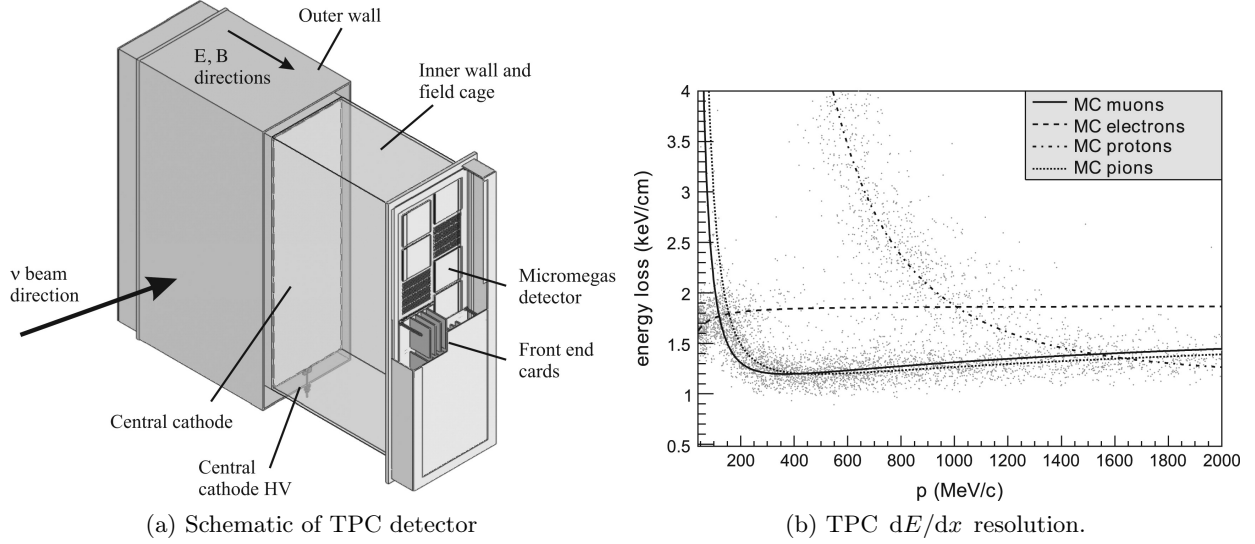 Outer wall
E, B
directions
Inner wall and
field cage
ν beam
direction
Micromegas
detector
Front end
cards
Central cathode
Central
cathode HV
(a) Schematic of TPC detector
energy loss (keV/cm)
4
3.5
3
2.5
2
1.5
1
0.5
MC muons
MC electrons
MC protons
MC pions
200 400 600 800 1000 1200 1400 1600 1800 2000
p (MeV/c)
(b) TPC dE/dx resolution.